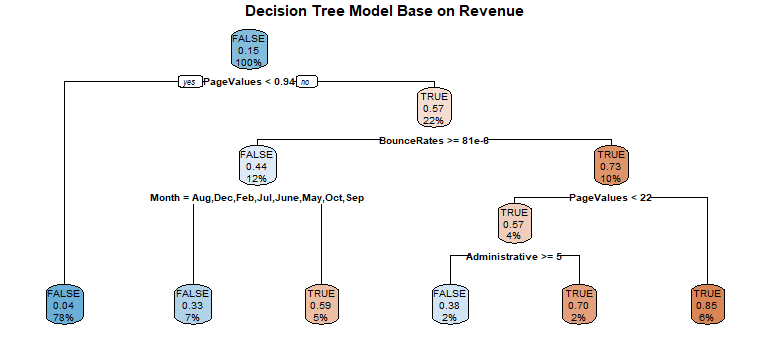 Decision Tree Model Base on Revenue
FALSE
0.15
100%
yes PageValues < 0.94 no
TRUE
0.57
22%
BounceRates >= 81e-6
FALSE
0.44
12%
TRUE
0.73
10%
Month = Aug,Dec,Feb,Jul,June,May,Oct,Sep
PageValues < 22
TRUE
0.57
4%
Administrative >= 5
FALSE
0.04
78%
FALSE
0.33
7%
TRUE
0.59
5%
FALSE
0.38
2%
TRUE
0.70
2%
TRUE
0.85
6%